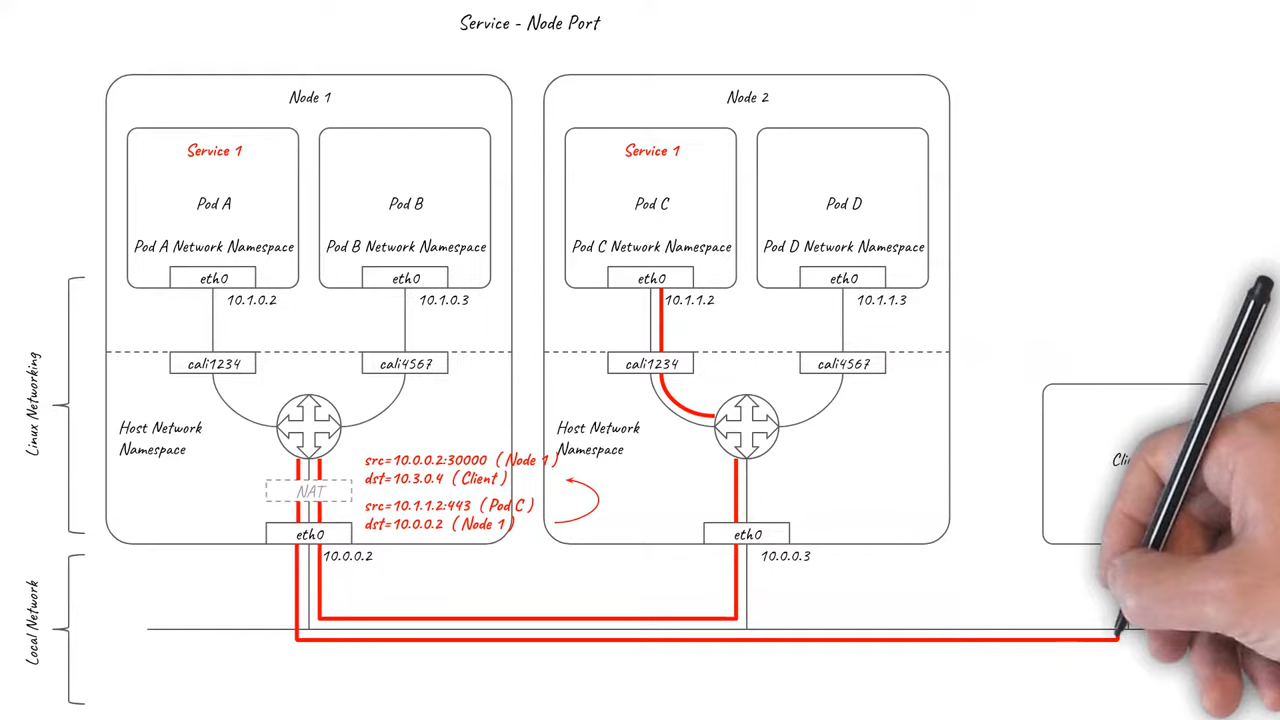 Service - Node Port
Node 1
Node 2
Service 1
Service 1
Pod A
Pod B
Pod C
Pod D
Pod A Network Namespace
Pod B Network Namespace
Pod C Network Namespace
Pod D Network Namespace
eth0
eth0
eth0
eth0
10.1.0.2
10.1.0.3
10.1.1.2
10.1.1.3
cali1234
cali4567
cali1234
cali4567
Linux Networking
Host Network
Namespace
Host Network
Namespace
src=10.0.0.2:30000 (Node 1)
dst=10.3.0.4 (Client)
NAT
src=10.1.1.2:443 (Pod C)
dst=10.0.0.2 (Node 1)
eth0
eth0
10.0.0.2
10.0.0.3
Local Network